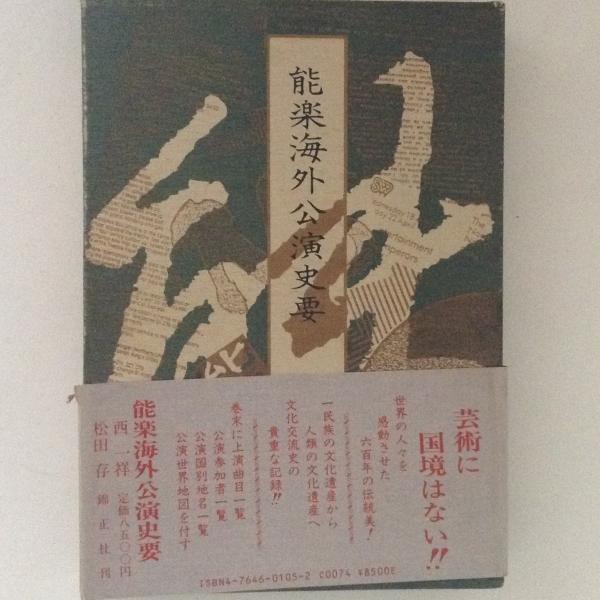 能楽海外公演史要
芸術に
国境はない!!
世界の人々を
感動させた
六百年の伝統美!
一民族の文化遺産から
人類の文化遺産へ
文化交流史の
貴重な記録!!
巻末に上演曲目一覧
公演参加者一覧
公演国別地名一覧
公演世界地図を付す
能楽海外公演史要
西一祥 定価八五〇〇円
松田存 錦正社刊
ISBN4-7646-0105-2 C0074 ¥8500E